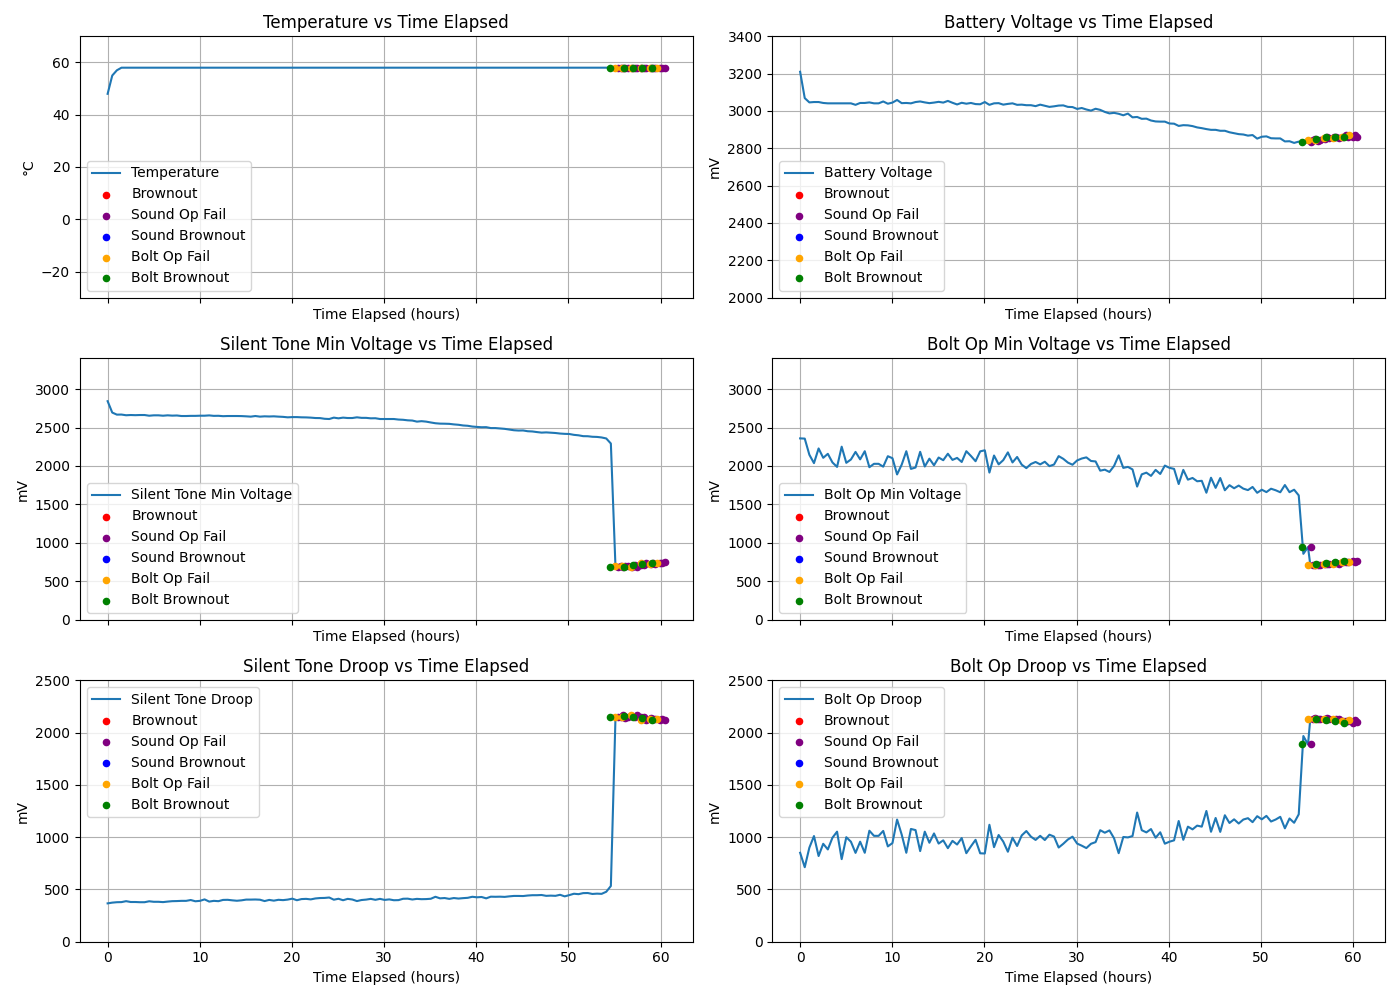 Temperature vs Time Elapsed
60
40
20
0
−20
°C
Temperature
Brownout
Sound Op Fail
Sound Brownout
Bolt Op Fail
Bolt Brownout
Time Elapsed (hours)
Battery Voltage vs Time Elapsed
3400
3200
3000
2800
2600
2400
2200
2000
mV
Battery Voltage
Brownout
Sound Op Fail
Sound Brownout
Bolt Op Fail
Bolt Brownout
Time Elapsed (hours)
Silent Tone Min Voltage vs Time Elapsed
3000
2500
2000
1500
1000
500
0
mV
Silent Tone Min Voltage
Brownout
Sound Op Fail
Sound Brownout
Bolt Op Fail
Bolt Brownout
Time Elapsed (hours)
Bolt Op Min Voltage vs Time Elapsed
3000
2500
2000
1500
1000
500
0
mV
Bolt Op Min Voltage
Brownout
Sound Op Fail
Sound Brownout
Bolt Op Fail
Bolt Brownout
Time Elapsed (hours)
Silent Tone Droop vs Time Elapsed
2500
2000
1500
1000
500
0
mV
Silent Tone Droop
Brownout
Sound Op Fail
Sound Brownout
Bolt Op Fail
Bolt Brownout
0 10 20 30 40 50 60
Time Elapsed (hours)
Bolt Op Droop vs Time Elapsed
2500
2000
1500
1000
500
0
mV
Bolt Op Droop
Brownout
Sound Op Fail
Sound Brownout
Bolt Op Fail
Bolt Brownout
0 10 20 30 40 50 60
Time Elapsed (hours)